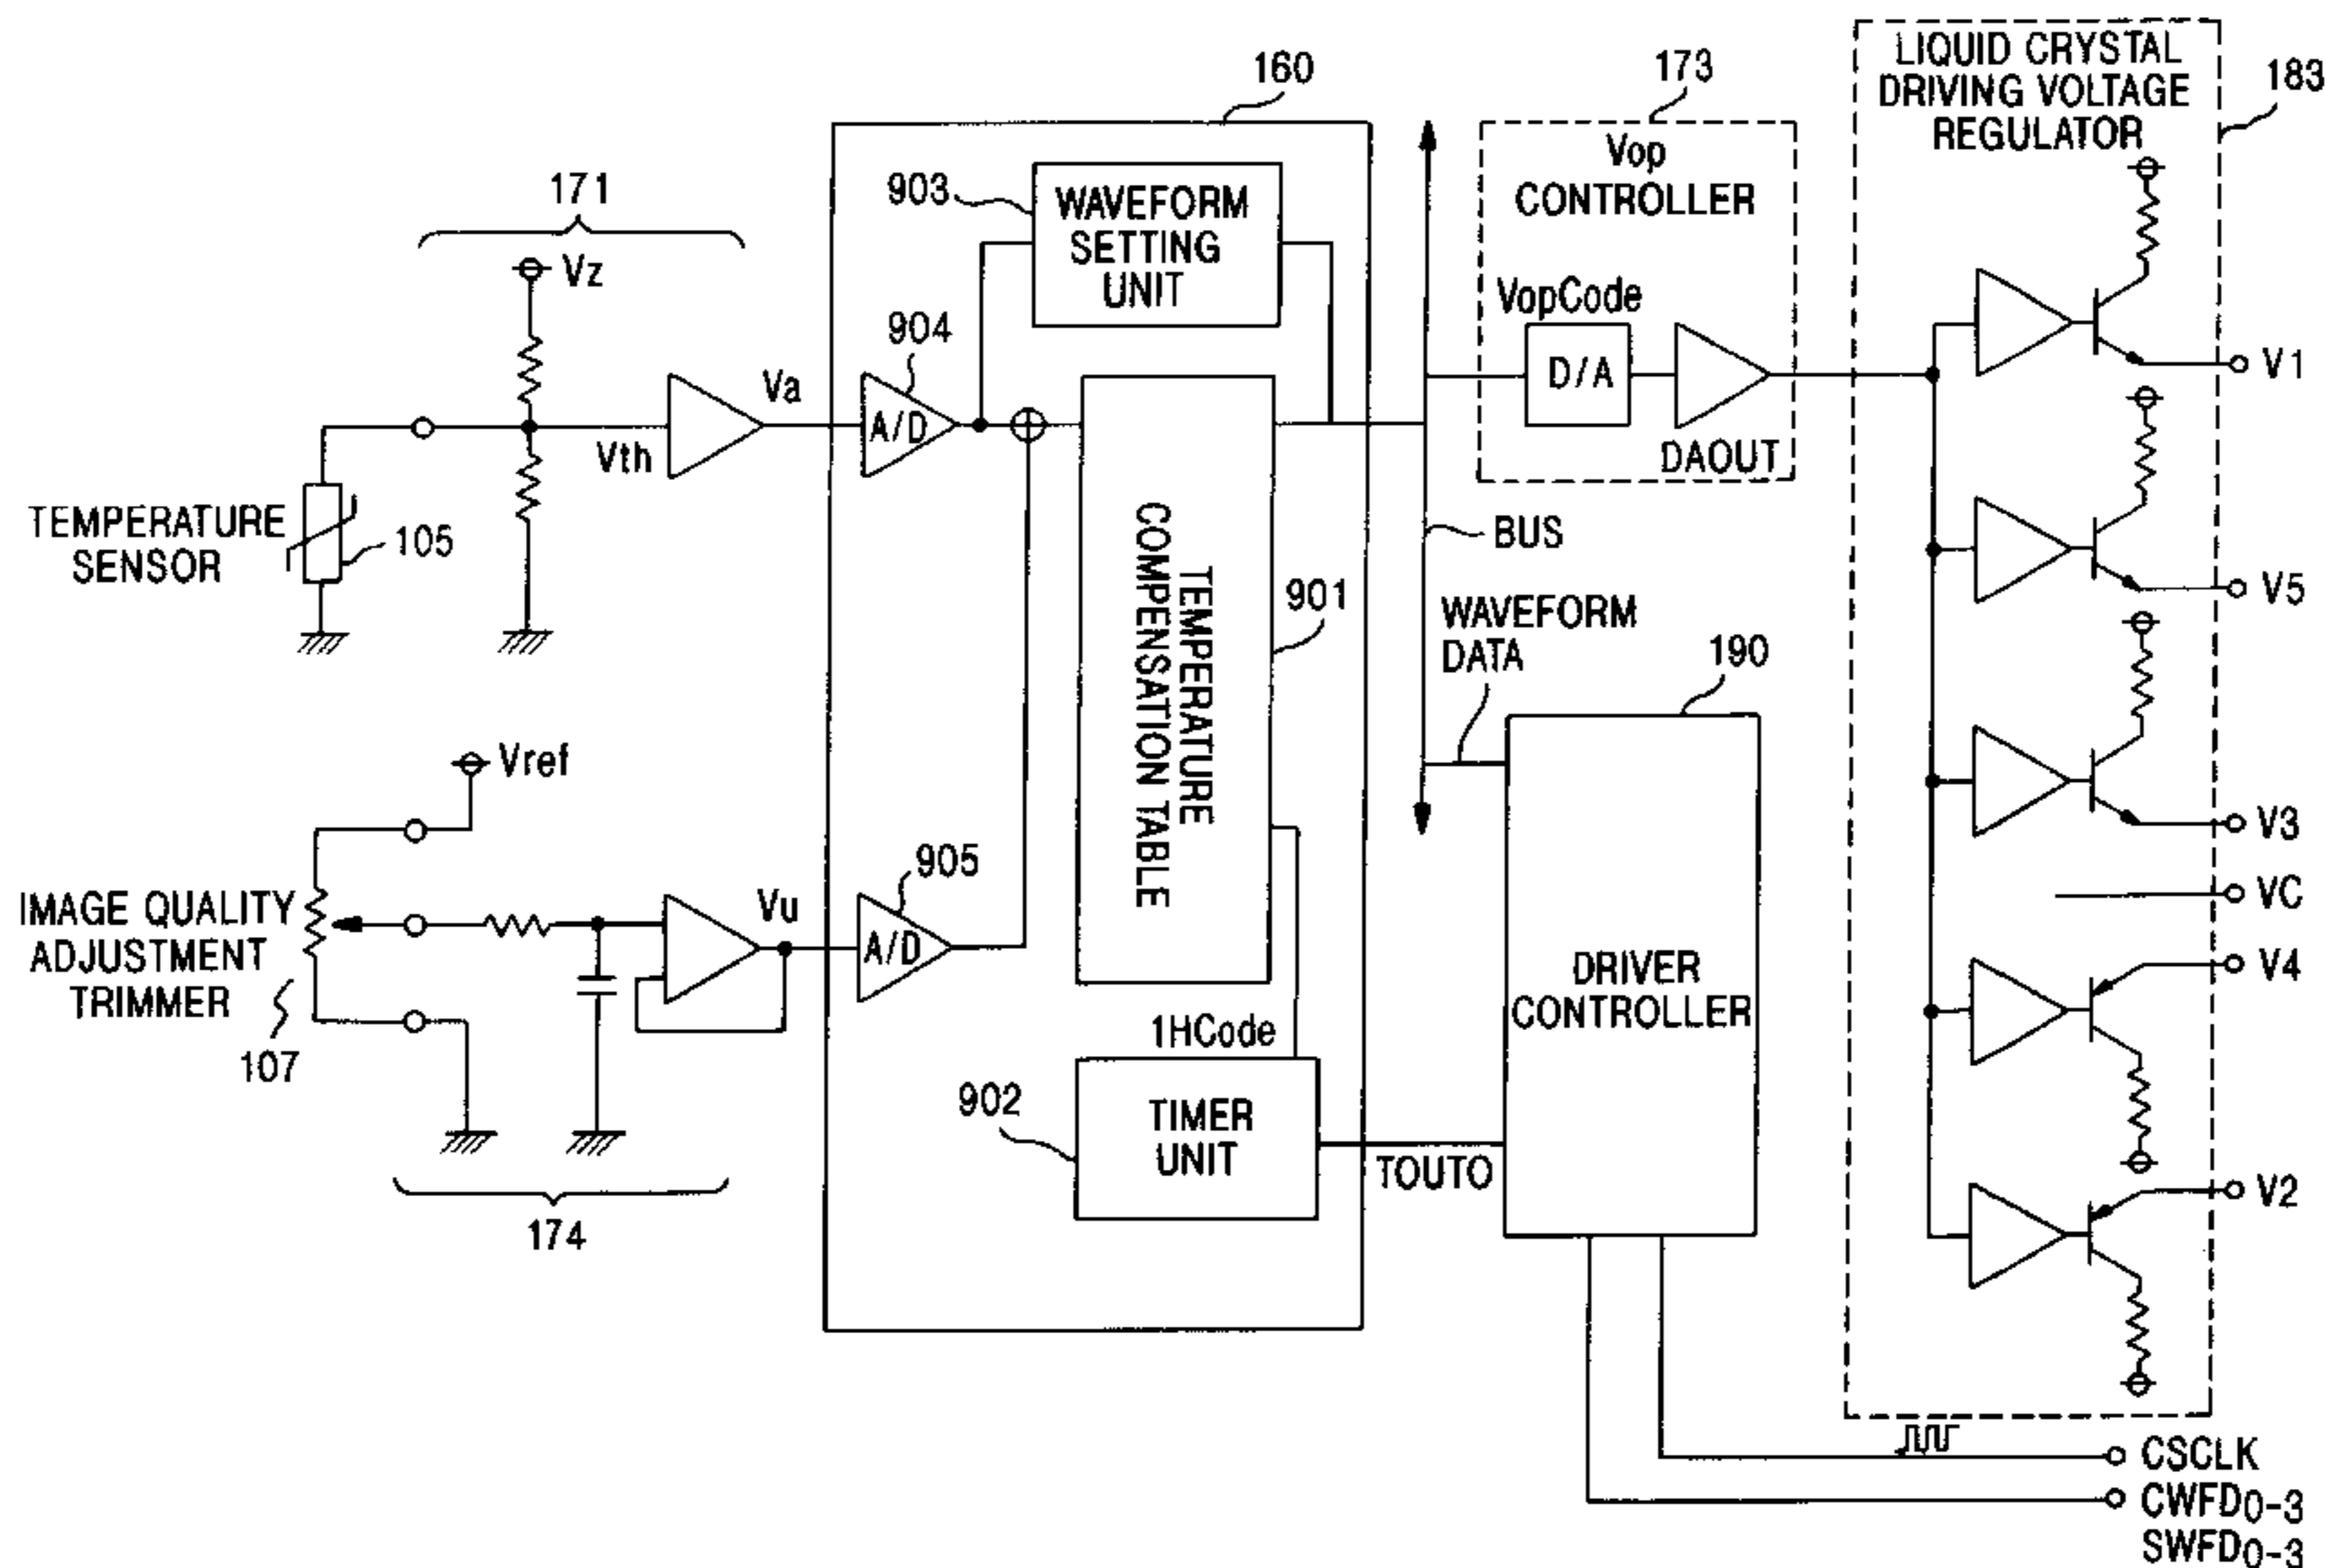 LIQUID CRYSTAL
DRIVING VOLTAGE
REGULATOR
183
160
173
Vop
CONTROLLER
171
903
WAVEFORM
SETTING
UNIT
Vz
VopCode
904
Va
A/D
D/A
V1
Vth
DAOUT
TEMPERATURE
SENSOR
105
TEMPERATURE
COMPENSATION TABLE
BUS
901
V5
WAVEFORM
DATA
190
Vref
V3
905
IMAGE QUALITY
ADJUSTMENT
TRIMMER
Vu
A/D
VC
DRIVER
CONTROLLER
V4
107
1HCode
902
TIMER
UNIT
TOUTO
V2
174
CSCLK
CWFD0-3
SWFD0-3